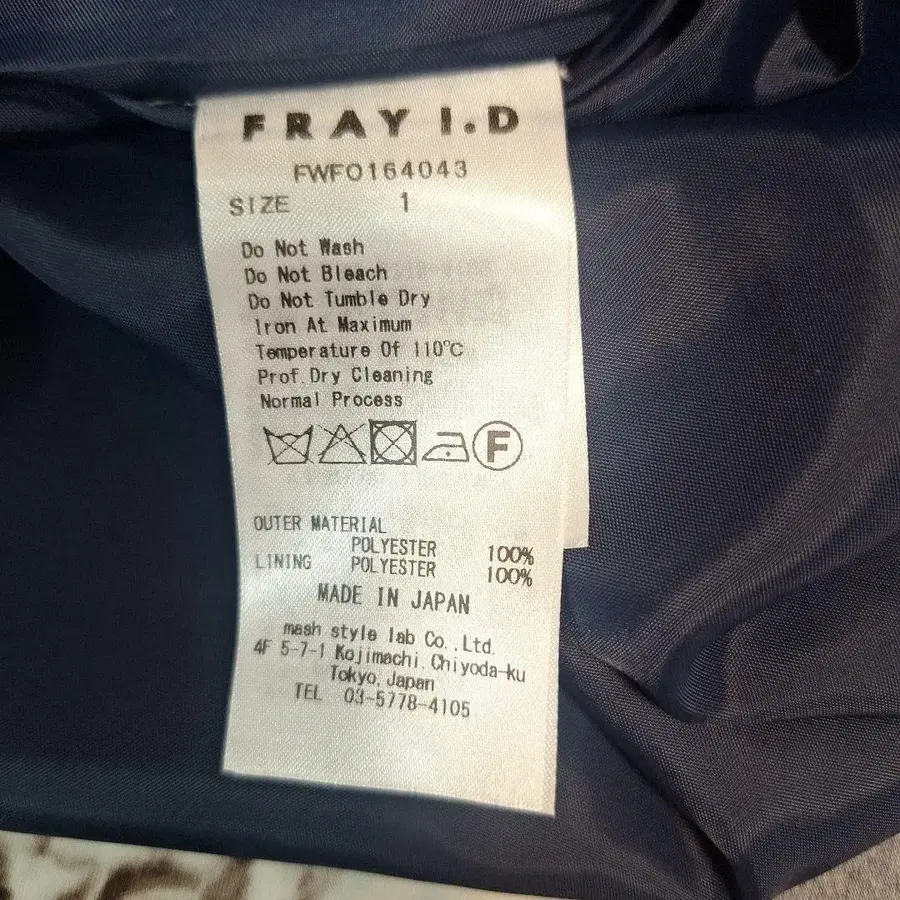 FRAY I.D
FWFO164043
SIZE 1
Do Not Wash
Do Not Bleach
Do Not Tumble Dry
Iron At Maximum
Temperature Of 110℃
Prof.Dry Cleaning
Normal Process
F
OUTER MATERIAL
POLYESTER 100%
LINING POLYESTER 100%
MADE IN JAPAN
mash style lab Co.,Ltd.
4F 5-7-1 Kojimachi,Chiyoda-ku
Tokyo,Japan
TEL 03-5778-4105